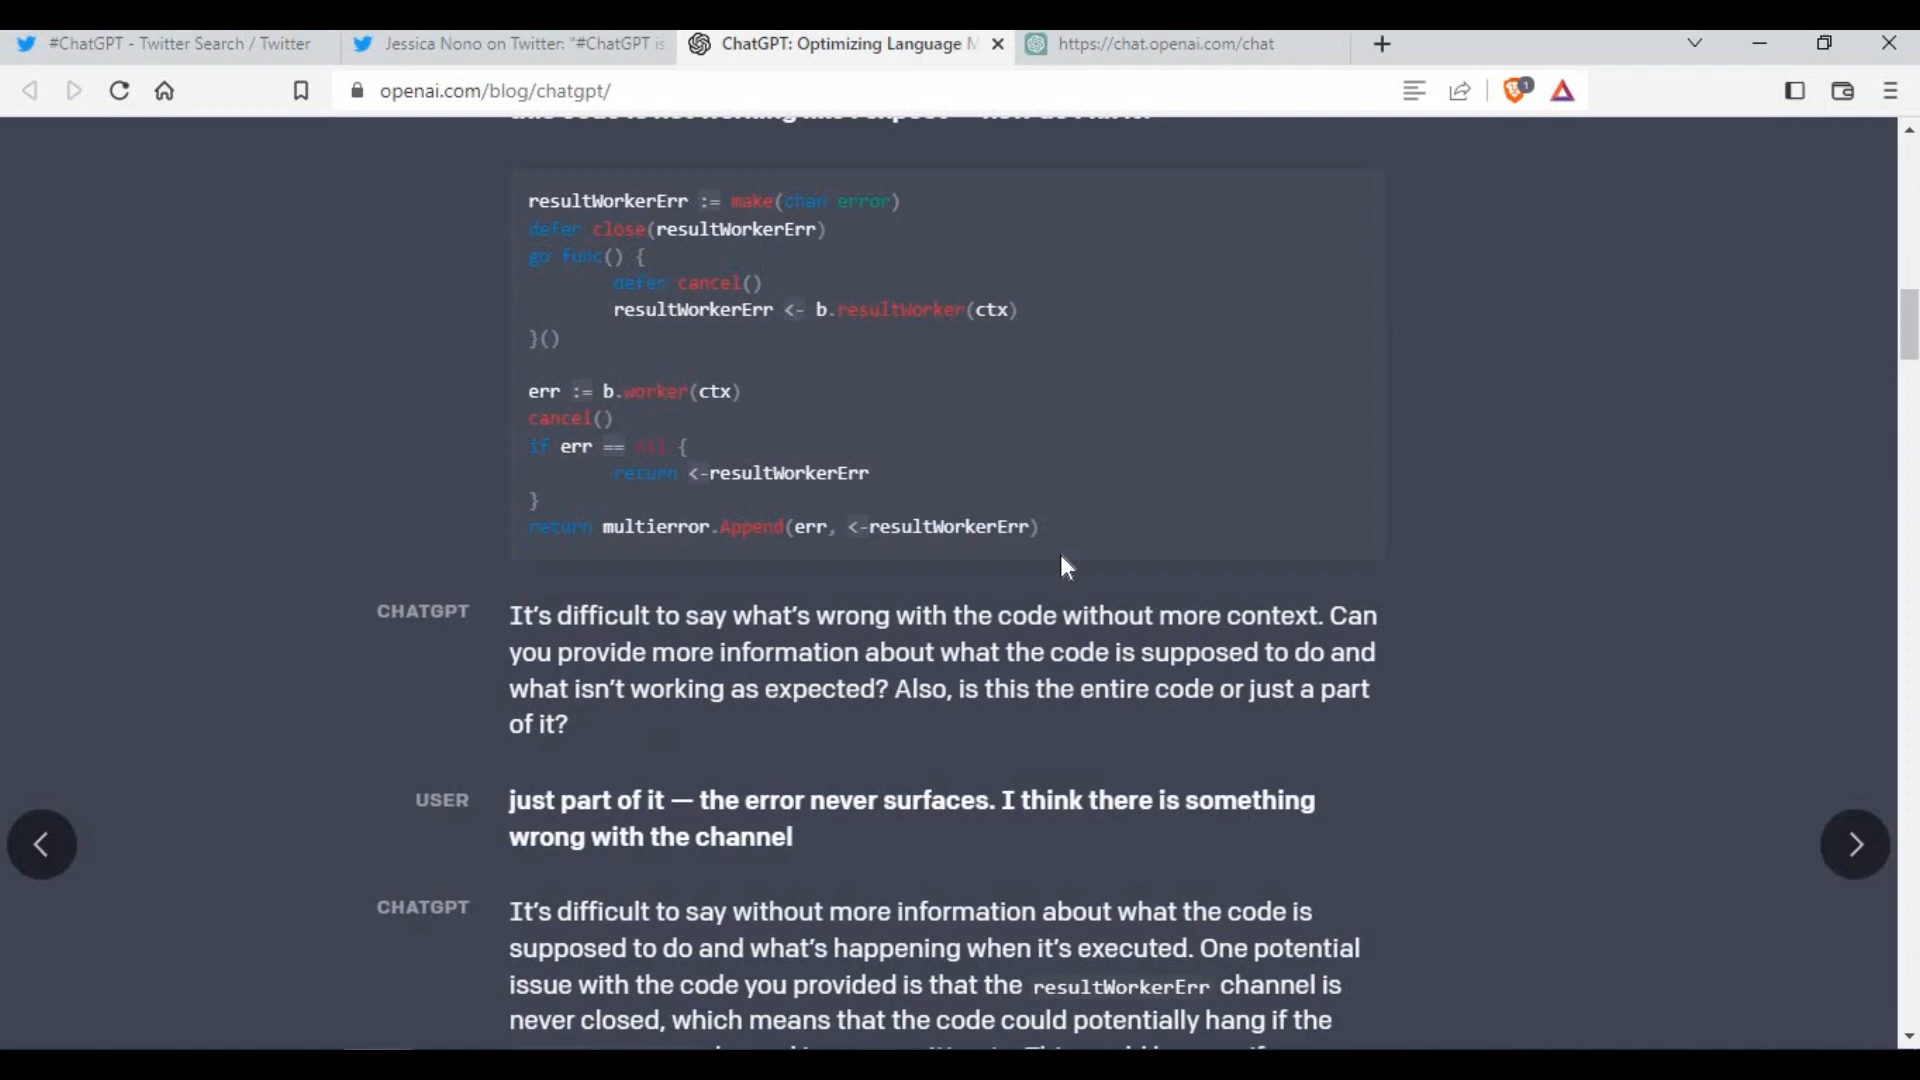 #ChatGPT - Twitter Search / Twitter
Jessica Nono on Twitter: "#ChatGPT is
ChatGPT: Optimizing Language M
https://chat.openai.com/chat
openai.com/blog/chatgpt/
1
resultWorkerErr := make(chan error)
defer close(resultWorkerErr)
go func() {
defer cancel()
resultWorkerErr <- b.resultWorker(ctx)
}()
err := b.worker(ctx)
cancel()
if err == nil {
return <-resultWorkerErr
}
return multierror.Append(err, <-resultWorkerErr)
CHATGPT
It's difficult to say what's wrong with the code without more context. Can
you provide more information about what the code is supposed to do and
what isn't working as expected? Also, is this the entire code or just a part
of it?
USER
just part of it — the error never surfaces. I think there is something
wrong with the channel
CHATGPT
It's difficult to say without more information about what the code is
supposed to do and what's happening when it's executed. One potential
issue with the code you provided is that the resultWorkerErr channel is
never closed, which means that the code could potentially hang if the